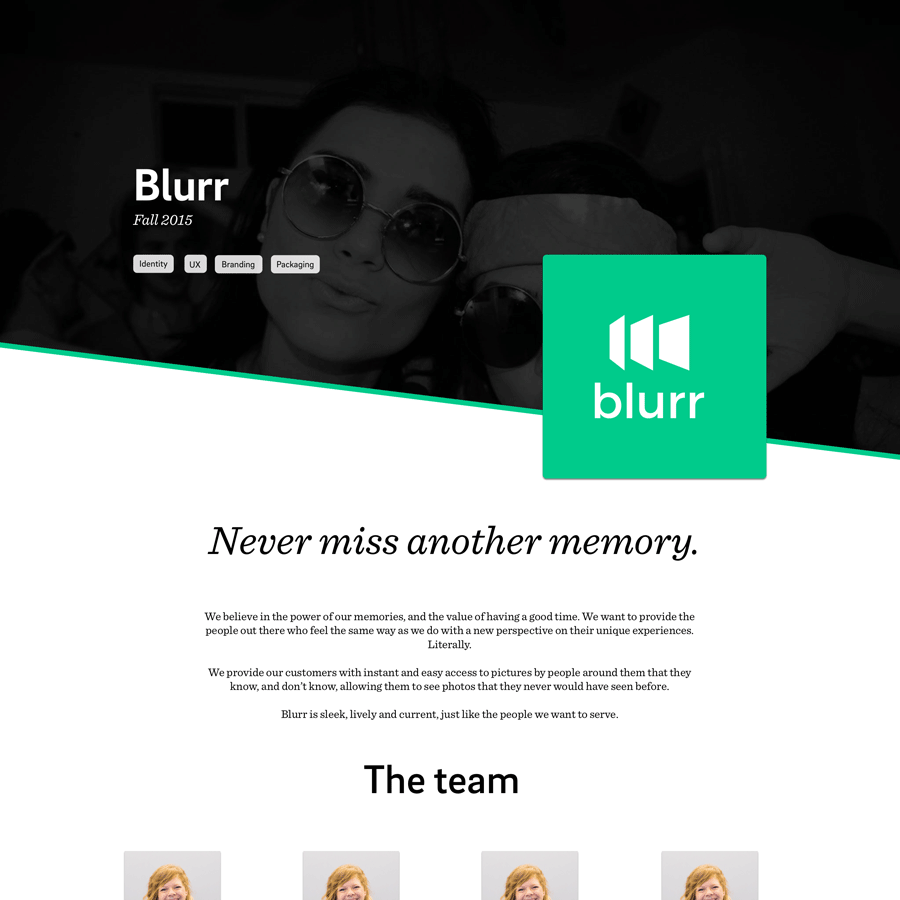 Blurr
Fall 2015
Identity UX Branding Packaging
blurr
Never miss another memory.
We believe in the power of our memories, and the value of having a good time. We want to provide the
people out there who feel the same way as we do with a new perspective on their unique experiences.
Literally.
We provide our customers with instant and easy access to pictures by people around them that they
know, and don't know, allowing them to see photos that they never would have seen before.
Blurr is sleek, lively and current, just like the people we want to serve.
The team